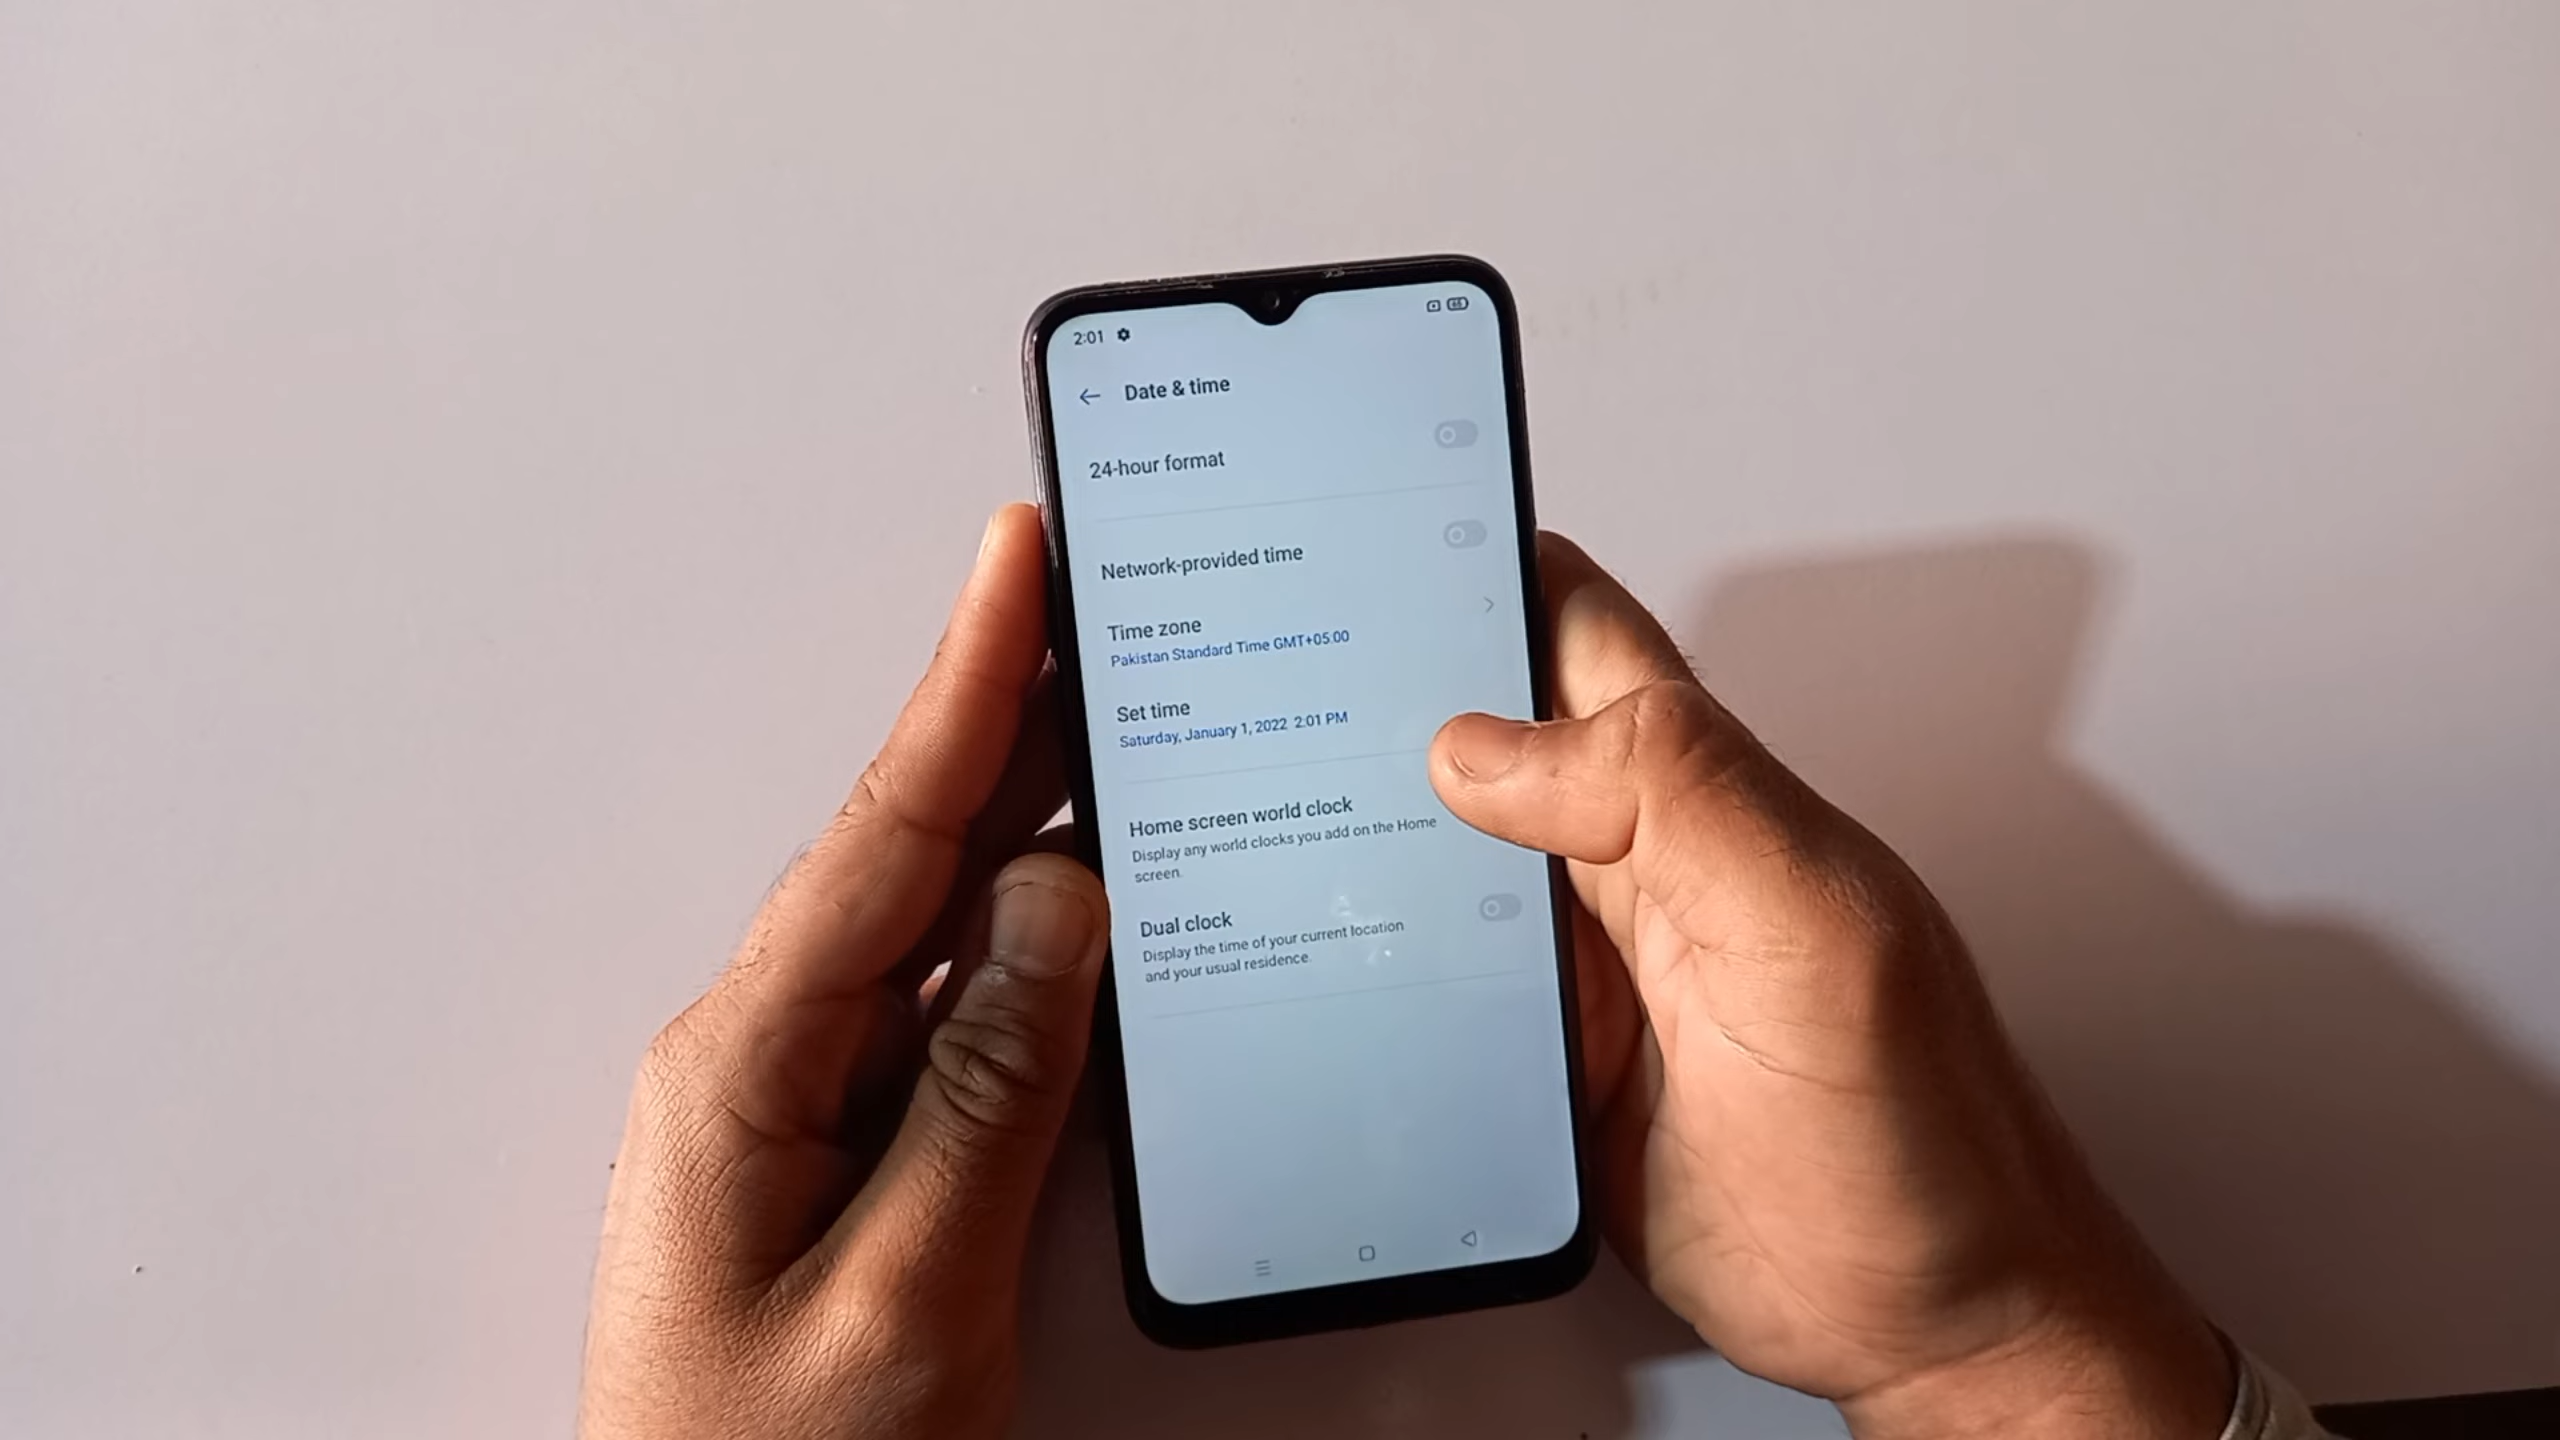 2:01
Date & time
24-hour format
Network-provided time
Time zone
Pakistan Standard Time GMT+05:00
Set time
Saturday, January 1, 2022 2:01 PM
Home screen world clock
Display any world clocks you add on the Home
screen.
Dual clock
Display the time of your current location
and your usual residence.